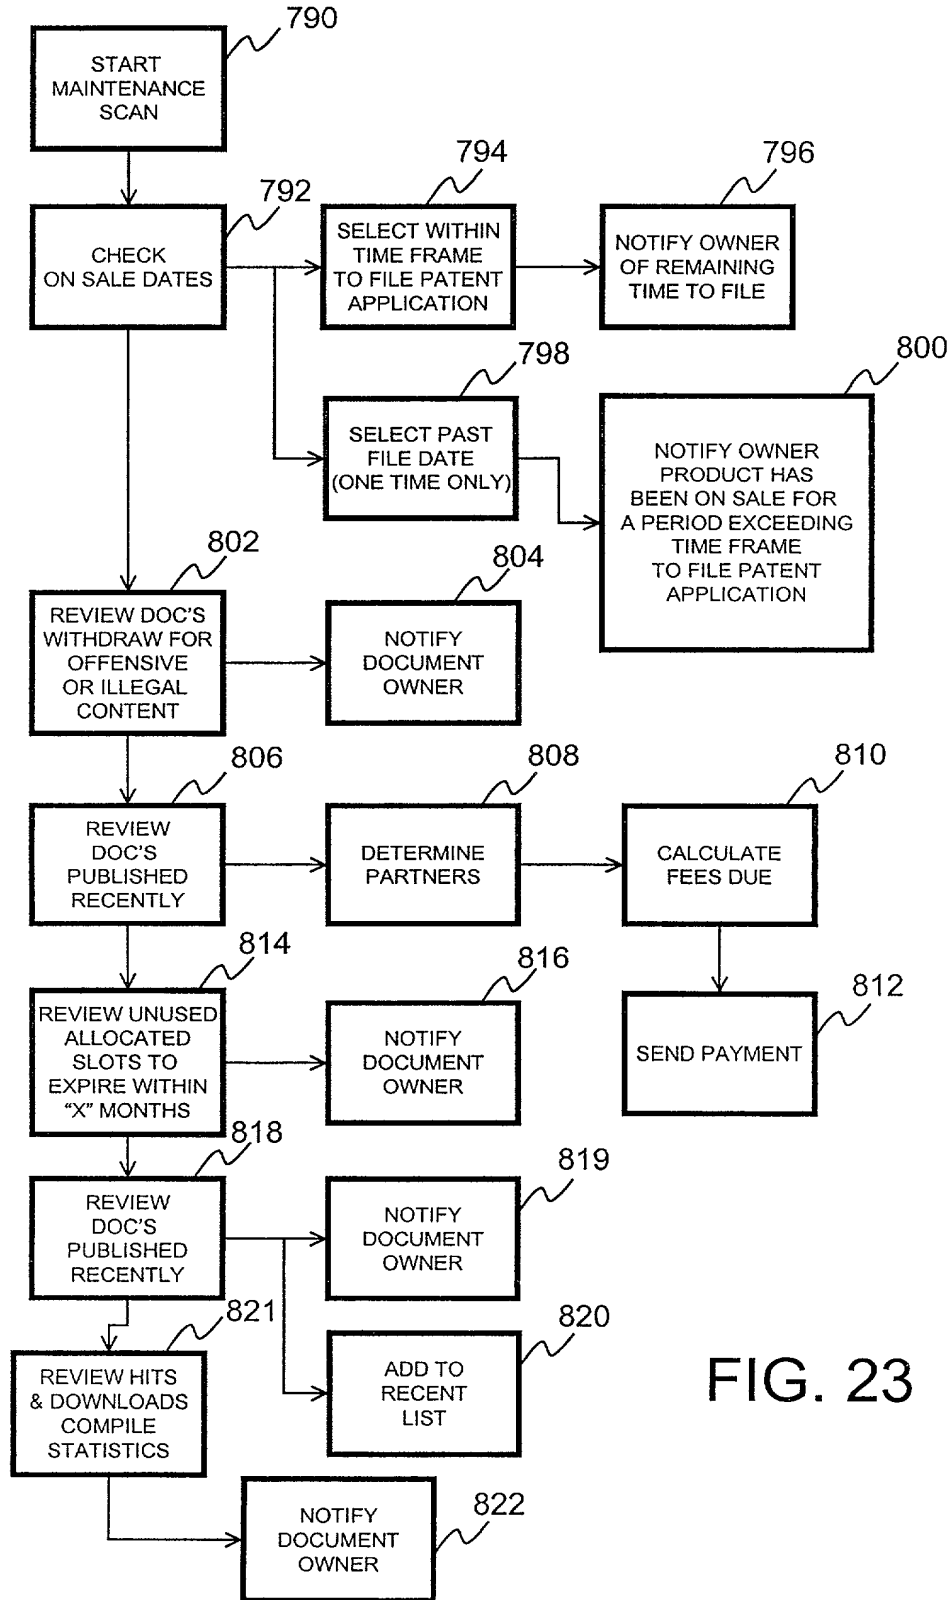 790
START
MAINTENANCE
SCAN
792
CHECK
ON SALE DATES
794
SELECT WITHIN
TIME FRAME
TO FILE PATENT
APPLICATION
796
NOTIFY OWNER
OF REMAINING
TIME TO FILE
798
SELECT PAST
FILE DATE
(ONE TIME ONLY)
800
NOTIFY OWNER
PRODUCT HAS
BEEN ON SALE FOR
A PERIOD EXCEEDING
TIME FRAME
TO FILE PATENT
APPLICATION
802
REVIEW DOC'S
WITHDRAW FOR
OFFENSIVE
OR ILLEGAL
CONTENT
804
NOTIFY
DOCUMENT
OWNER
806
REVIEW
DOC'S
PUBLISHED
RECENTLY
808
DETERMINE
PARTNERS
810
CALCULATE
FEES DUE
812
SEND PAYMENT
814
REVIEW UNUSED
ALLOCATED
SLOTS TO
EXPIRE WITHIN
“X” MONTHS
816
NOTIFY
DOCUMENT
OWNER
818
REVIEW
DOC'S
PUBLISHED
RECENTLY
819
NOTIFY
DOCUMENT
OWNER
820
ADD TO
RECENT
LIST
821
REVIEW HITS
& DOWNLOADS
COMPILE
STATISTICS
822
NOTIFY
DOCUMENT
OWNER
FIG. 23